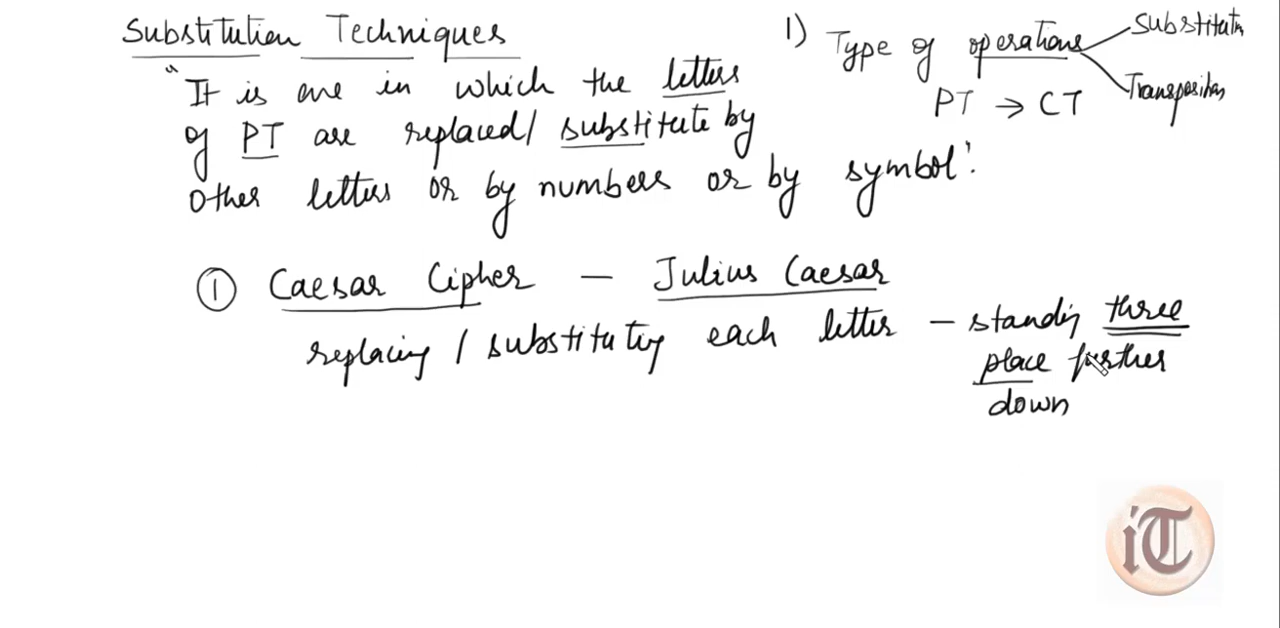 Substitution Techniques
"It is one in which the letters
of PT are replaced/ substitute by
other letters or by numbers or by symbol".
1) Type of operations
Substitutn
Transposition
PT → CT
① Caesar Cipher — Julius Caesar
replacing / substituting each letter — standing three
place further
down
iT